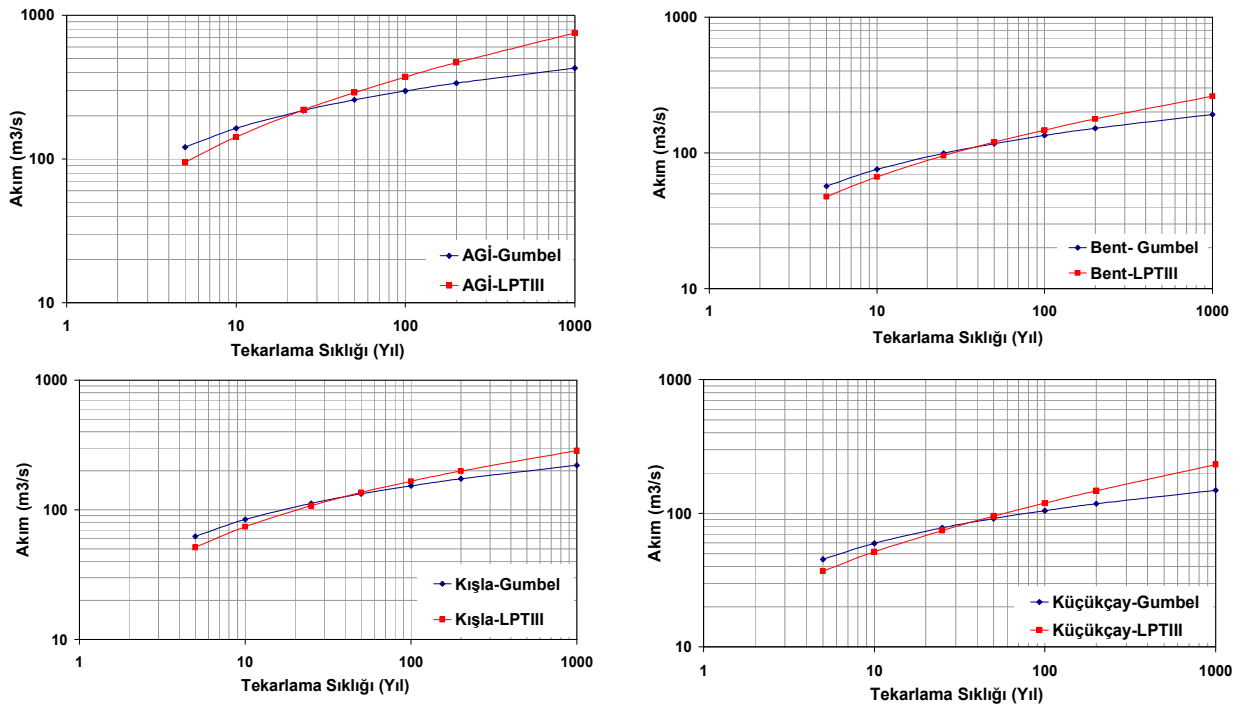 1000
100
10
Akım (m3/s)
AGİ-Gumbel
AGİ-LPTIII
1 10 100 1000
Tekarlama Sıklığı (Yıl)
1000
100
10
Akım (m3/s)
Bent- Gumbel
Bent-LPTIII
1 10 100 1000
Tekarlama Sıklığı (Yıl)
1000
100
10
Akım (m3/s)
Kışla-Gumbel
Kışla-LPTIII
1 10 100 1000
Tekarlama Sıklığı (Yıl)
1000
100
10
Akım (m3/s)
Küçükçay-Gumbel
Küçükçay-LPTIII
1 10 100 1000
Tekarlama Sıklığı (Yıl)